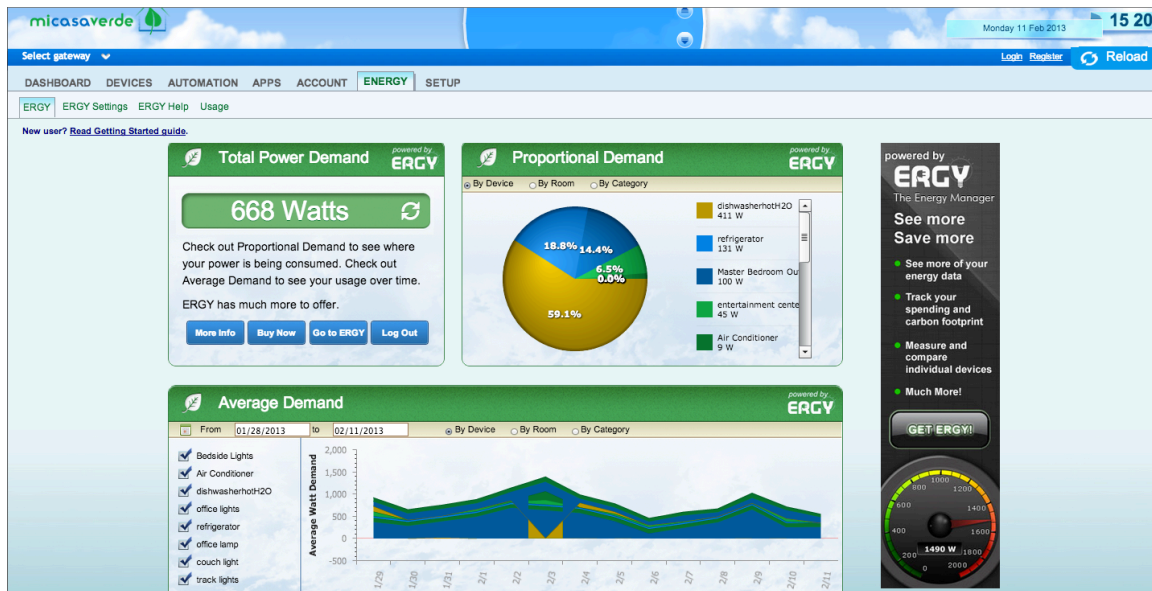 micasaverde
Monday 11 Feb 2013
15 20
Select gateway
Login Register
Reload
DASHBOARD DEVICES AUTOMATION APPS ACCOUNT ENERGY SETUP
ERGY ERGY Settings ERGY Help Usage
New user? Read Getting Started guide.
Total Power Demand
powered by
ERGY
668 Watts
Check out Proportional Demand to see where
your power is being consumed. Check out
Average Demand to see your usage over time.
ERGY has much more to offer.
More Info Buy Now Go to ERGY Log Out
Proportional Demand
powered by
ERGY
By Device By Room By Category
18.8% 14.4%
6.5%
0.0%
59.1%
dishwasherhotH2O
411 W
refrigerator
131 W
Master Bedroom Ou
100 W
entertainment cente
45 W
Air Conditioner
9 W
Average Demand
powered by
ERGY
From 01/28/2013 to 02/11/2013
By Device By Room By Category
Bedside Lights
Air Conditioner
dishwasherhotH2O
office lights
refrigerator
office lamp
couch light
track lights
Average Watt Demand
2,000
1,500
1,000
500
0
-500
1/29 1/30 1/31 2/1 2/2 2/3 2/4 2/5 2/6 2/7 2/8 2/9 2/10 2/11
powered by
ERGY
The Energy Manager
See more
Save more
See more of your
energy data
Track your
spending and
carbon footprint
Measure and
compare
individual devices
Much More!
GET ERGY!
1000
800 1200
600 1400
400 1600
1490 W
200 1800
0 2000